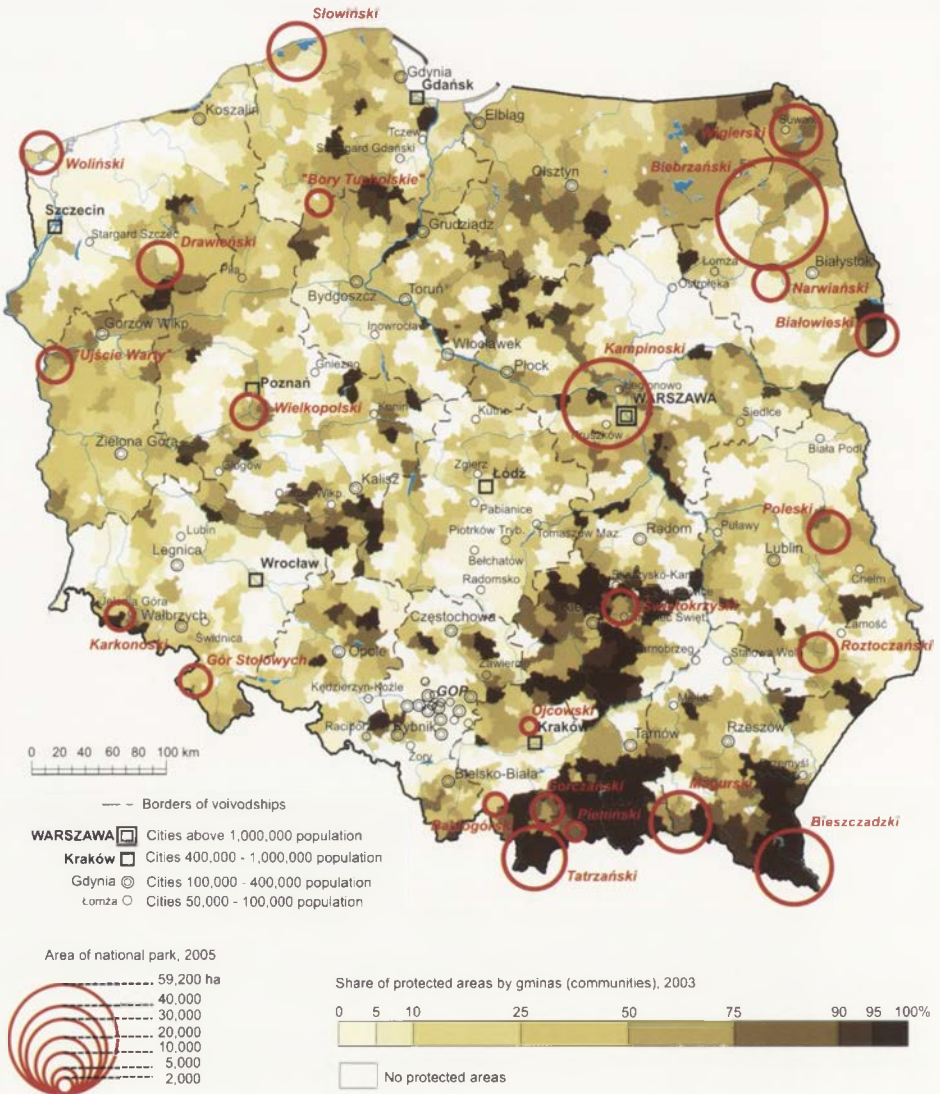 Słowiński
Gdynia
Gdańsk
Koszalin
Elbląg
Wigierski
Tczew
Starogard Gdański
Woliński
Biebrzański
"Bory Tucholskie"
Olsztyn
Szczecin
Grudziądz
Stargard Szczec.
Drawieński
Piła
Łomża
Białystok
Ostrołęka
Narwiański
Bydgoszcz
Toruń
Białowieski
Gorzów Wlkp
Inowrocław
Włocławek
Kampinoski
"Ujście Warty"
Gniezno
Płock
Legionowo
Poznań
WARSZAWA
Wielkopolski
Konin
Kutno
Siedlce
Pruszków
Zielona Góra
Biała Podl.
Głogów
Zgierz
Kalisz
Łódź
Pabianice
Poleski
Lubin
Piotrków Tryb.
Tomaszów Maz.
Radom
Puławy
Legnica
Wrocław
Bełchatów
Lublin
Radomsko
Chełm
Jelenia Góra
Świętokrzyski
Wałbrzych
Częstochowa
Zamość
Karkonoski
Świdnica
Stalowa Wola
Roztoczański
Gór Stołowych
Opole
Zawiercie
Kędzierzyn-Koźle
GOP
Ojcowski
Racibórz
Rybnik
Kraków
Tarnów
Rzeszów
Żory
Bielsko-Biała
Gorczański
Magurski
Pieniński
Bieszczadzki
Tatrzański
0 20 40 60 80 100 km
Borders of voivodships
WARSZAWA Cities above 1,000,000 population
Kraków Cities 400,000 - 1,000,000 population
Gdynia Cities 100,000 - 400,000 population
Łomża Cities 50,000 - 100,000 population
Area of national park, 2005
59,200 ha
40,000
30,000
20,000
10,000
5,000
2,000
Share of protected areas by gminas (communities), 2003
0 5 10 25 50 75 90 95 100%
No protected areas